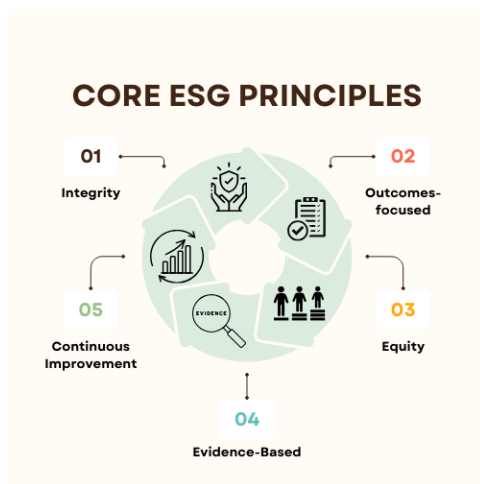 CORE ESG PRINCIPLES
01
02
Integrity
Outcomes-
focused
EVIDENCE
05
03
Continuous
Improvement
Equity
04
Evidence-Based